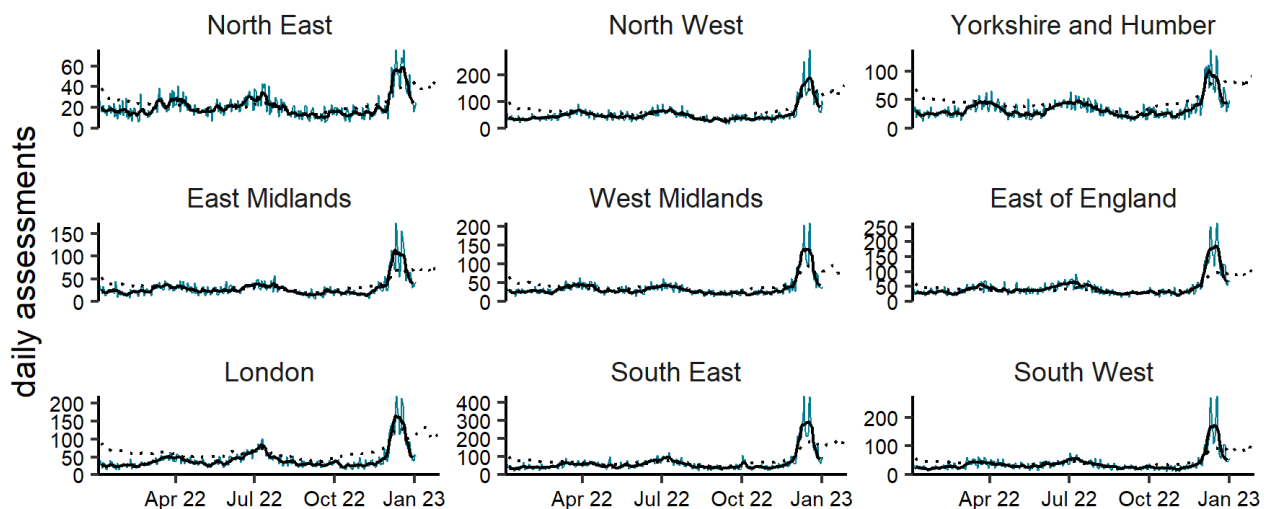 North East
North West
Yorkshire and Humber
60
40
20
0
200
100
0
100
50
0
daily assessments
East Midlands
West Midlands
East of England
150
100
50
0
200
150
100
50
0
250
200
150
100
50
0
London
South East
South West
200
150
100
50
0
400
300
200
100
0
200
100
0
Apr 22
Jul 22
Oct 22
Jan 23
Apr 22
Jul 22
Oct 22
Jan 23
Apr 22
Jul 22
Oct 22
Jan 23